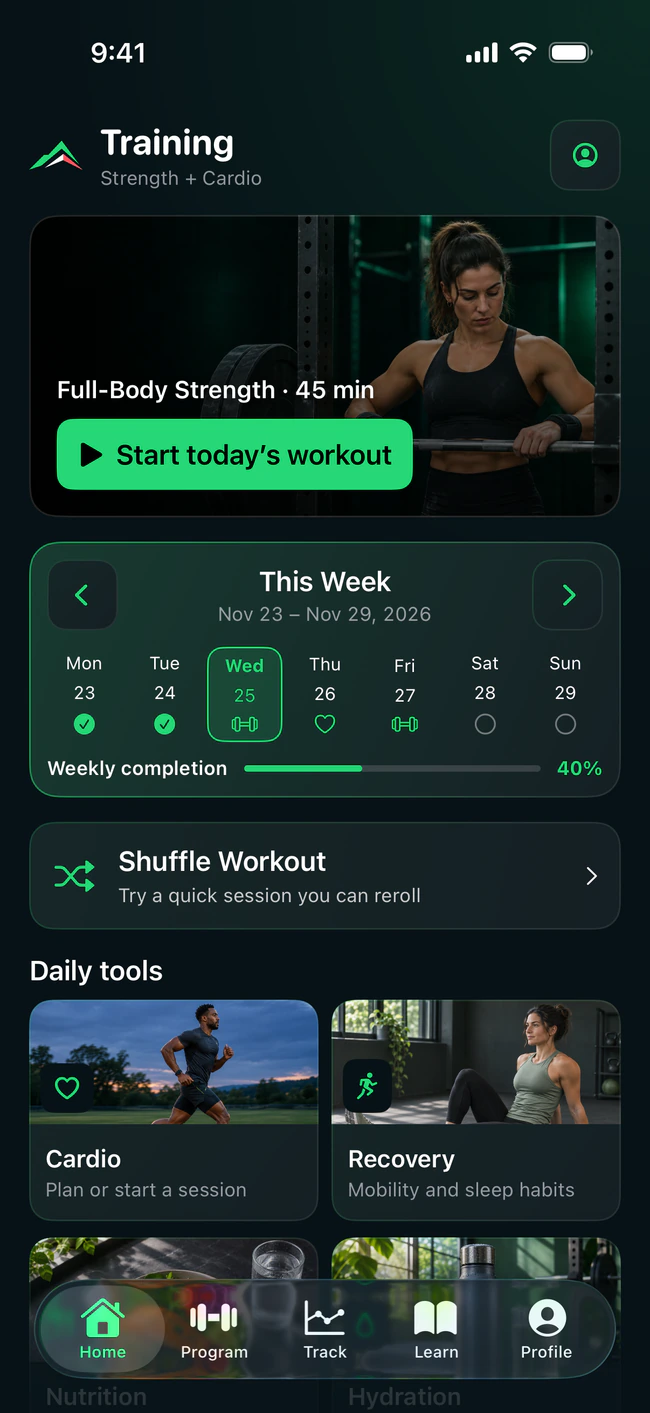 9:41
Training
Strength + Cardio
Full-Body Strength · 45 min
Start today’s workout
This Week
Nov 23 – Nov 29, 2026
Mon Tue Wed Thu Fri Sat Sun
23 24 25 26 27 28 29
Weekly completion 40%
Shuffle Workout
Try a quick session you can reroll
Daily tools
Cardio Recovery
Plan or start a session Mobility and sleep habits
Home Program Track Learn Profile
Nutrition Hydration